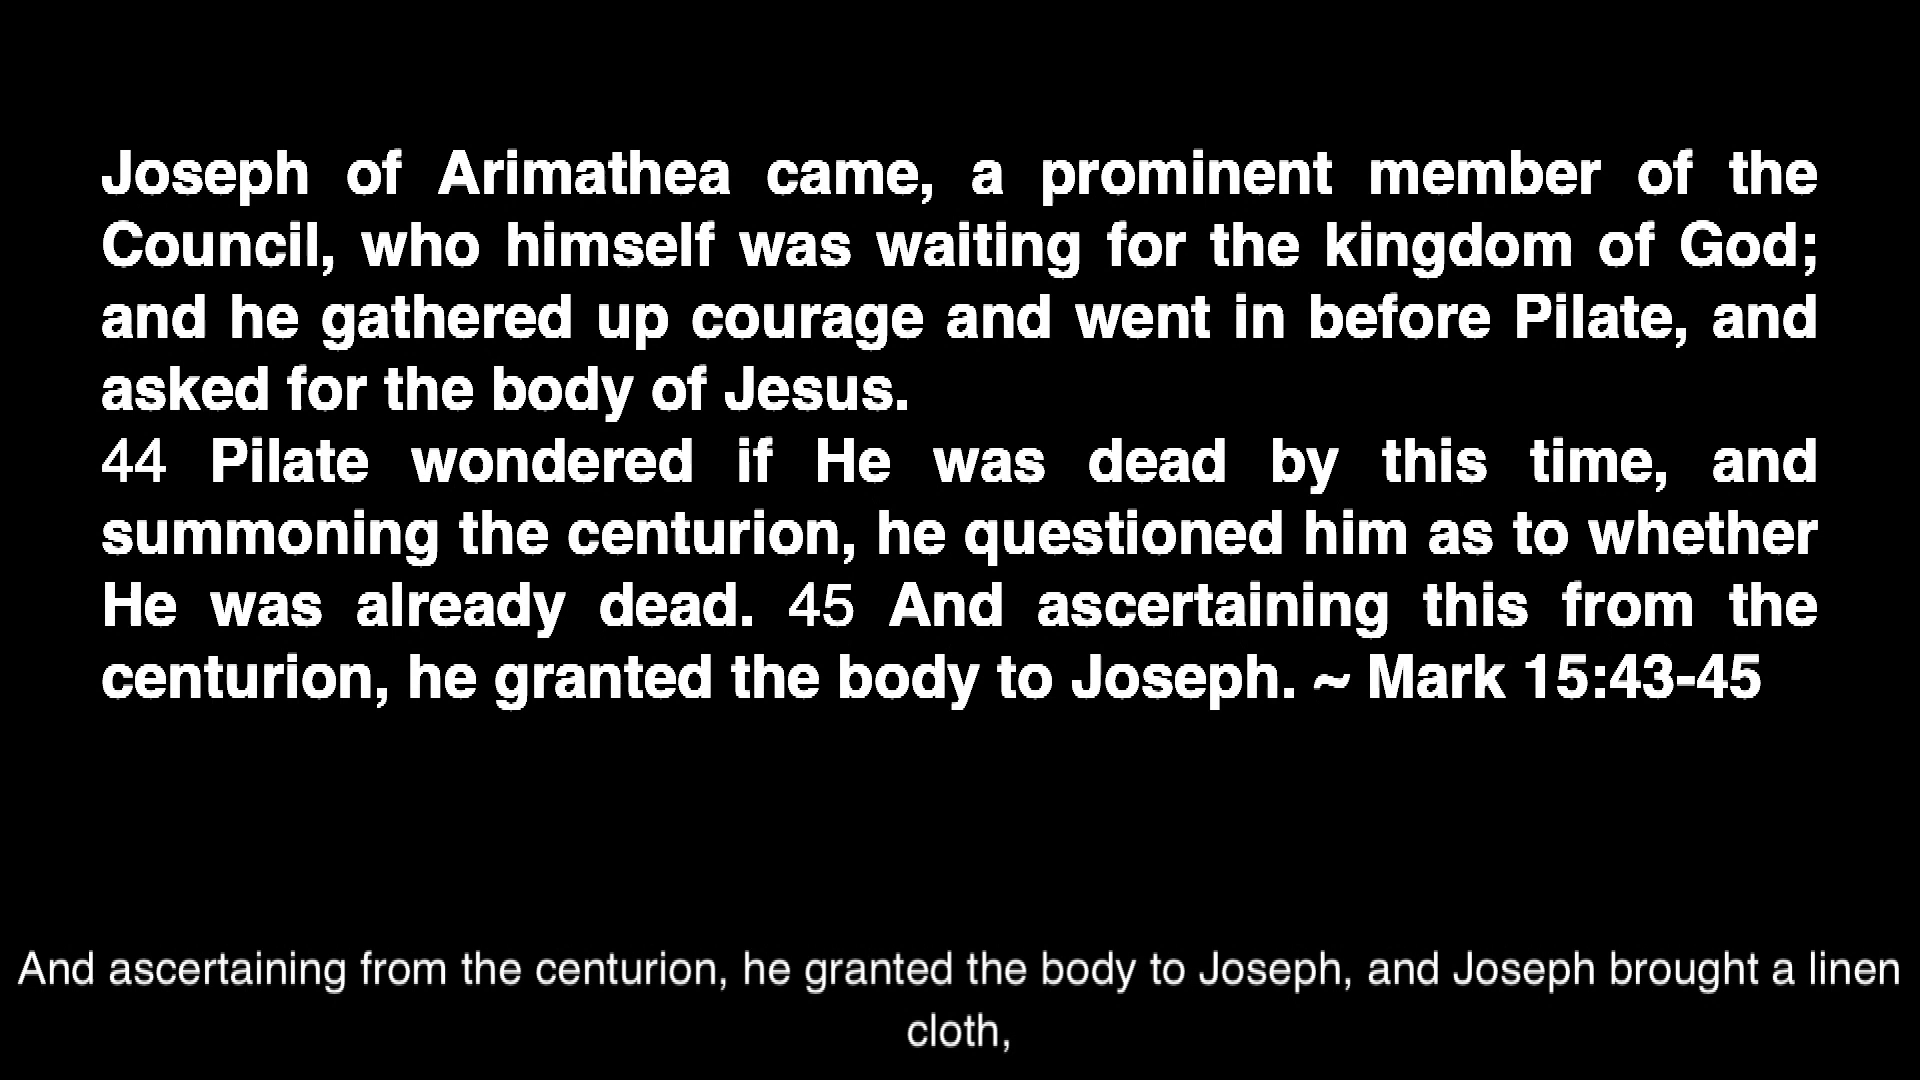 Joseph of Arimathea came, a prominent member of the
Council, who himself was waiting for the kingdom of God;
and he gathered up courage and went in before Pilate, and
asked for the body of Jesus.
44 Pilate wondered if He was dead by this time, and
summoning the centurion, he questioned him as to whether
He was already dead. 45 And ascertaining this from the
centurion, he granted the body to Joseph. ~ Mark 15:43-45
And ascertaining from the centurion, he granted the body to Joseph, and Joseph brought a linen
cloth,